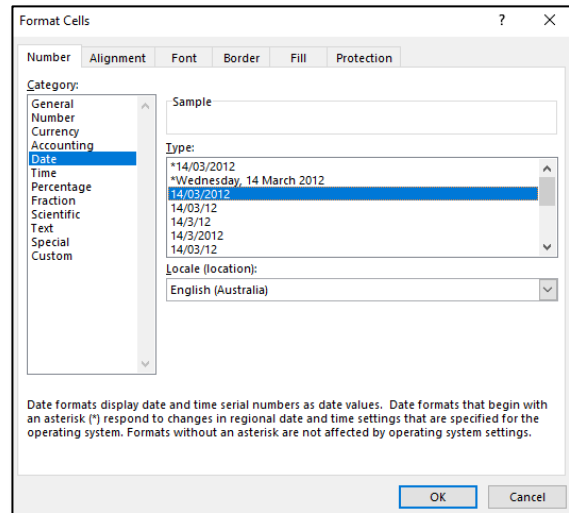 Format Cells ? ×
Number Alignment Font Border Fill Protection
Category:
General
Number
Currency
Accounting
Date
Time
Percentage
Fraction
Scientific
Text
Special
Custom
Sample
Type:
*14/03/2012
*Wednesday, 14 March 2012
14/03/2012
14/03/12
14/3/12
14/3/2012
14/03/12
Locale (location):
English (Australia)
Date formats display date and time serial numbers as date values. Date formats that begin with
an asterisk (*) respond to changes in regional date and time settings that are specified for the
operating system. Formats without an asterisk are not affected by operating system settings.
OK Cancel